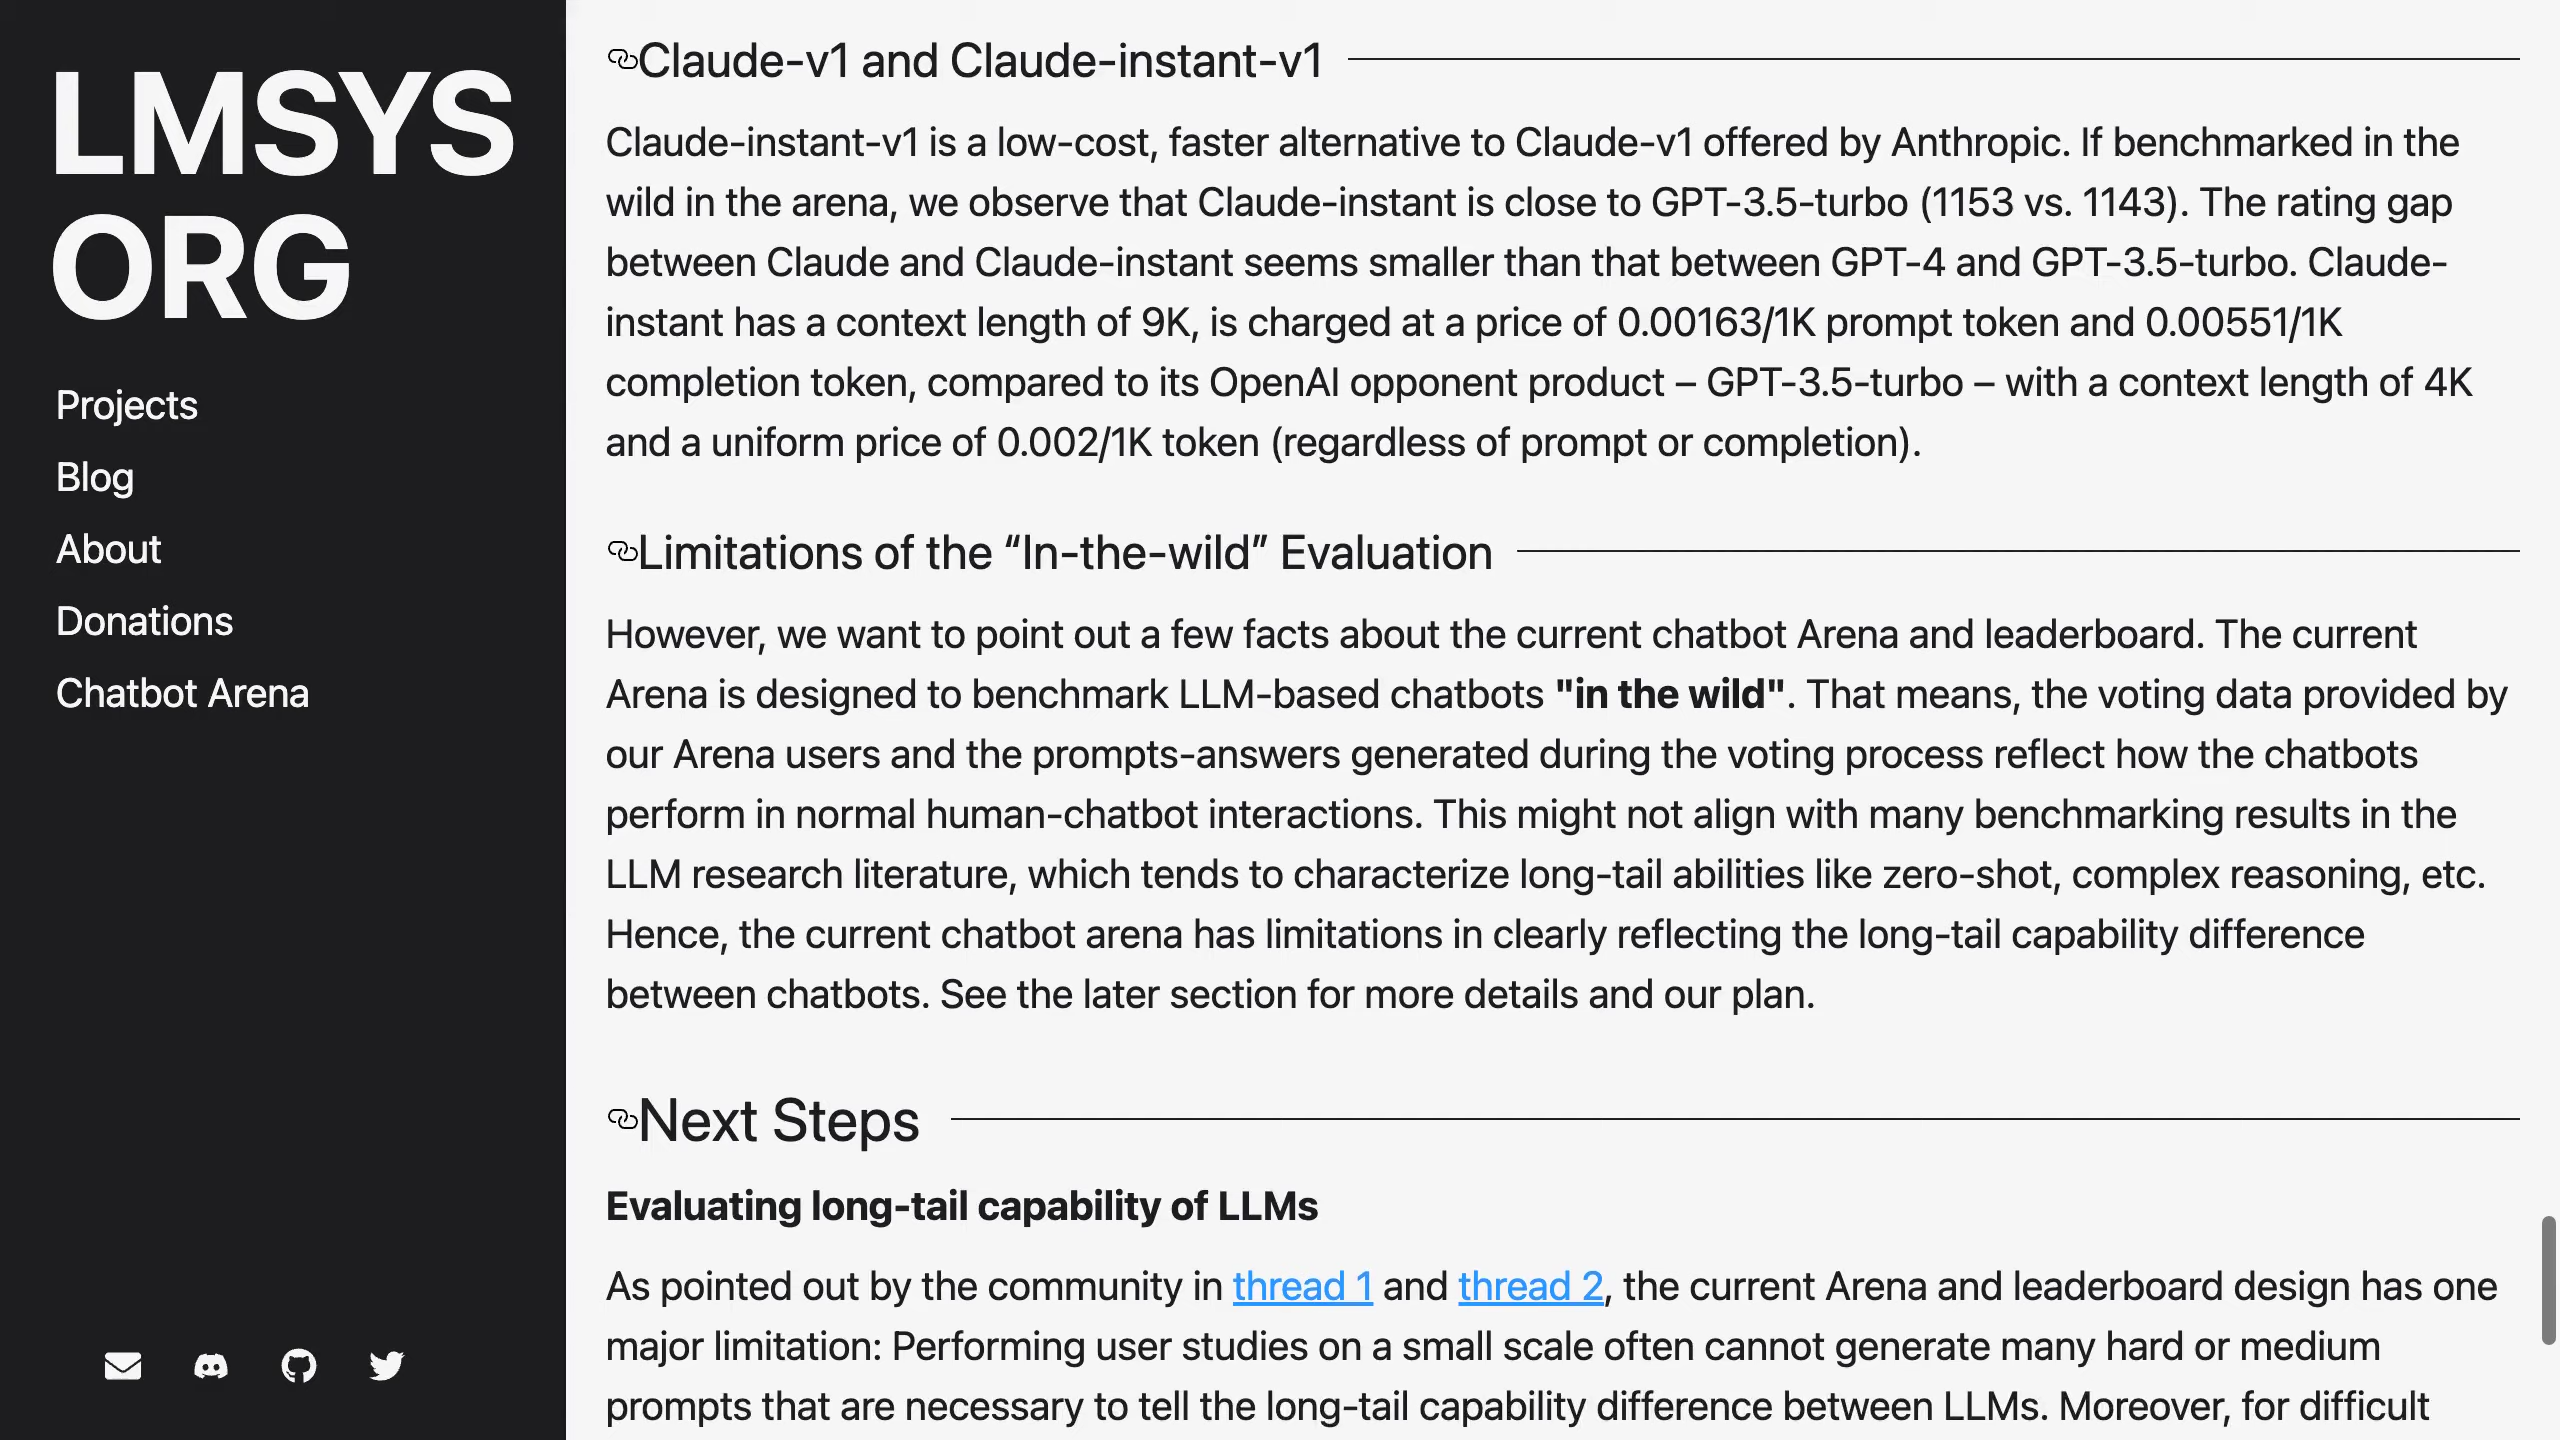 LMSYS
ORG
Projects
Blog
About
Donations
Chatbot Arena
Claude-v1 and Claude-instant-v1
Claude-instant-v1 is a low-cost, faster alternative to Claude-v1 offered by Anthropic. If benchmarked in the
wild in the arena, we observe that Claude-instant is close to GPT-3.5-turbo (1153 vs. 1143). The rating gap
between Claude and Claude-instant seems smaller than that between GPT-4 and GPT-3.5-turbo. Claude-
instant has a context length of 9K, is charged at a price of 0.00163/1K prompt token and 0.00551/1K
completion token, compared to its OpenAI opponent product – GPT-3.5-turbo – with a context length of 4K
and a uniform price of 0.002/1K token (regardless of prompt or completion).
Limitations of the “In-the-wild” Evaluation
However, we want to point out a few facts about the current chatbot Arena and leaderboard. The current
Arena is designed to benchmark LLM-based chatbots "in the wild". That means, the voting data provided by
our Arena users and the prompts-answers generated during the voting process reflect how the chatbots
perform in normal human-chatbot interactions. This might not align with many benchmarking results in the
LLM research literature, which tends to characterize long-tail abilities like zero-shot, complex reasoning, etc.
Hence, the current chatbot arena has limitations in clearly reflecting the long-tail capability difference
between chatbots. See the later section for more details and our plan.
Next Steps
Evaluating long-tail capability of LLMs
As pointed out by the community in thread 1 and thread 2, the current Arena and leaderboard design has one
major limitation: Performing user studies on a small scale often cannot generate many hard or medium
prompts that are necessary to tell the long-tail capability difference between LLMs. Moreover, for difficult